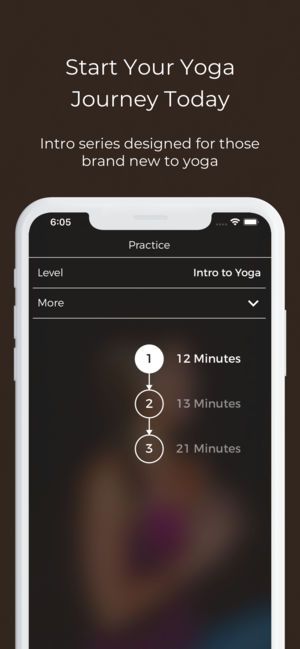 Start Your Yoga
Journey Today
Intro series designed for those
brand new to yoga
6:05
Practice
Level Intro to Yoga
More
1 12 Minutes
2 13 Minutes
3 21 Minutes